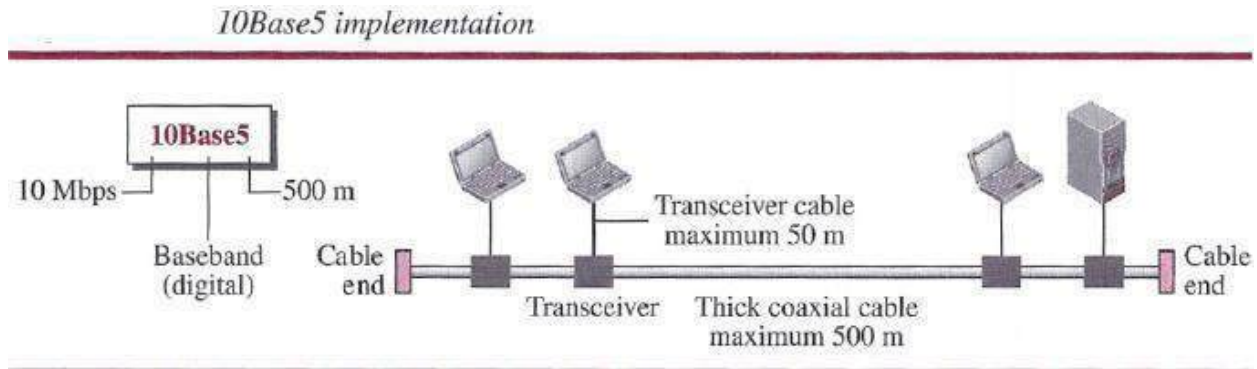 10Base5 implementation
10Base5
10 Mbps
500 m
Baseband
(digital)
Cable
end
Transceiver cable
maximum 50 m
Transceiver
Thick coaxial cable
maximum 500 m
Cable
end